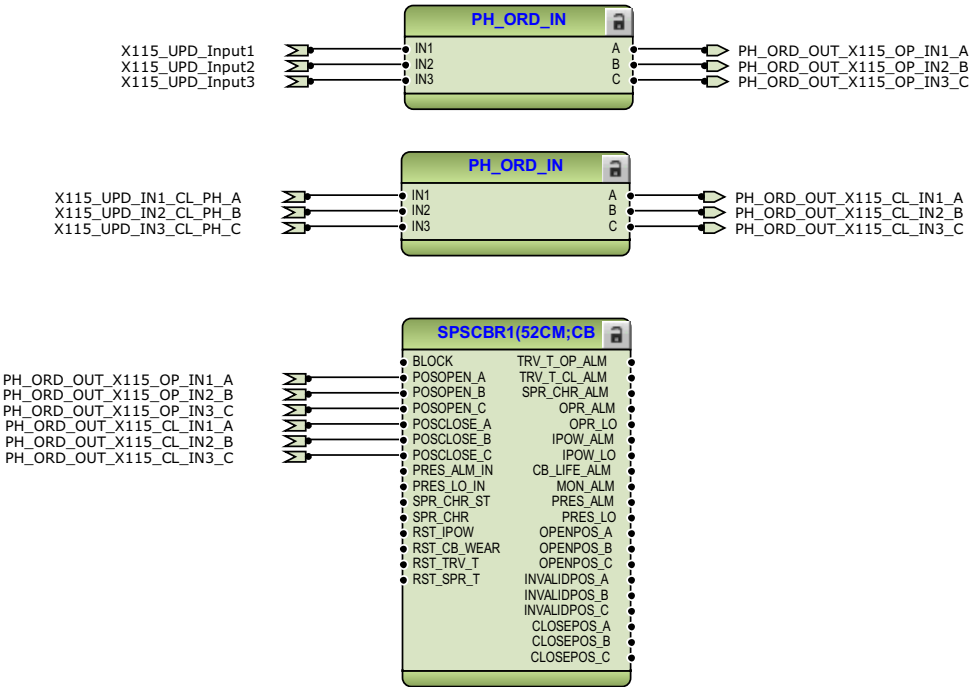 PH_ORD_IN
X115_UPD_Input1 IN1 A PH_ORD_OUT_X115_OP_IN1_A
X115_UPD_Input2 IN2 B PH_ORD_OUT_X115_OP_IN2_B
X115_UPD_Input3 IN3 C PH_ORD_OUT_X115_OP_IN3_C
PH_ORD_IN
X115_UPD_IN1_CL_PH_A IN1 A PH_ORD_OUT_X115_CL_IN1_A
X115_UPD_IN2_CL_PH_B IN2 B PH_ORD_OUT_X115_CL_IN2_B
X115_UPD_IN3_CL_PH_C IN3 C PH_ORD_OUT_X115_CL_IN3_C
SPSCBR1(52CM;CB
BLOCK TRV_T_OP_ALM
PH_ORD_OUT_X115_OP_IN1_A POSOPEN_A TRV_T_CL_ALM
PH_ORD_OUT_X115_OP_IN2_B POSOPEN_B SPR_CHR_ALM
PH_ORD_OUT_X115_OP_IN3_C POSOPEN_C OPR_ALM
PH_ORD_OUT_X115_CL_IN1_A POSCLOSE_A OPR_LO
PH_ORD_OUT_X115_CL_IN2_B POSCLOSE_B IPOW_ALM
PH_ORD_OUT_X115_CL_IN3_C POSCLOSE_C IPOW_LO
PRES_ALM_IN CB_LIFE_ALM
PRES_LO_IN MON_ALM
SPR_CHR_ST PRES_ALM
SPR_CHR PRES_LO
RST_IPOW OPENPOS_A
RST_CB_WEAR OPENPOS_B
RST_TRV_T OPENPOS_C
RST_SPR_T INVALIDPOS_A
INVALIDPOS_B
INVALIDPOS_C
CLOSEPOS_A
CLOSEPOS_B
CLOSEPOS_C